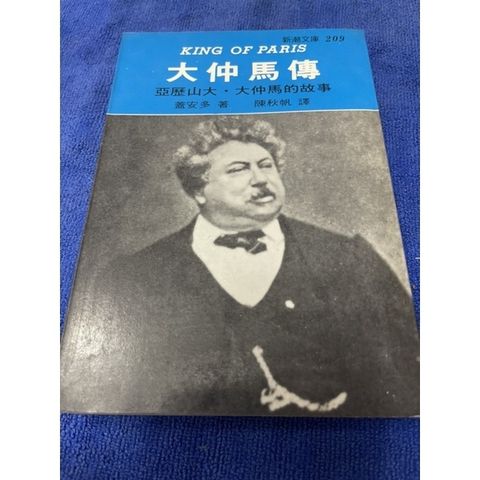 新潮文庫 209
KING OF PARIS
大仲馬傳
亞歷山大·大仲馬的故事
蓋安多 著 陳秋帆 譯